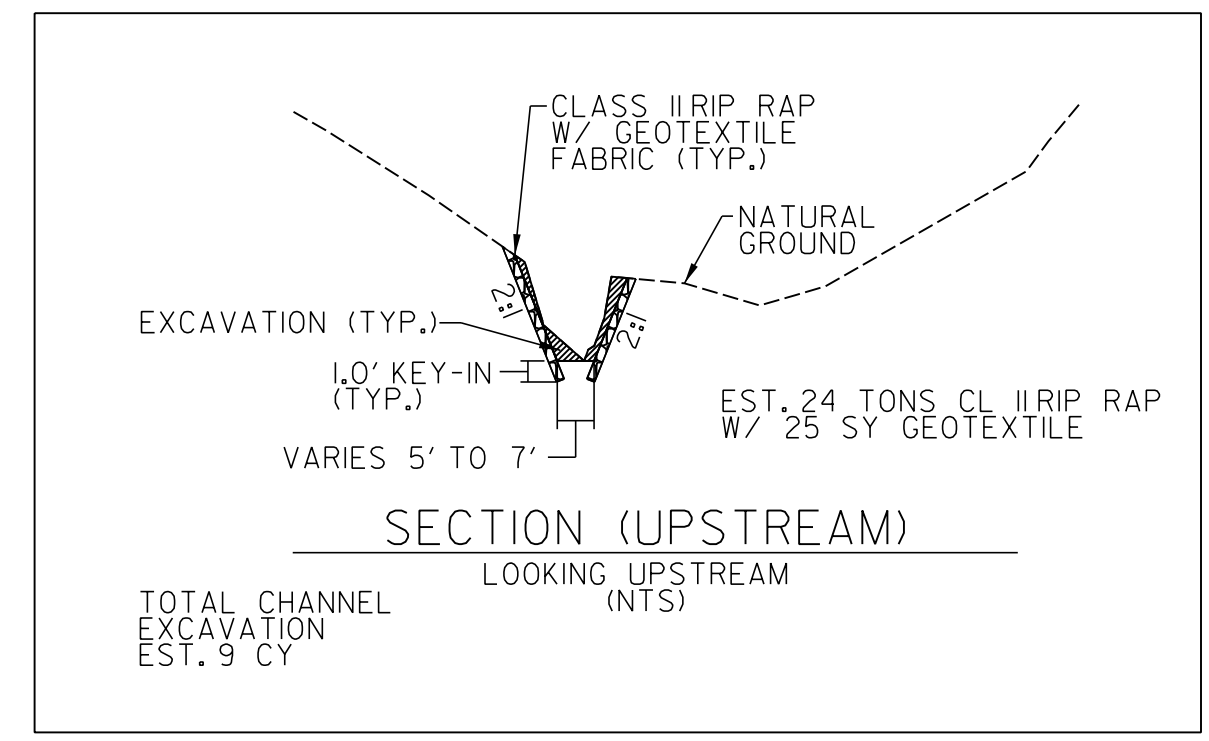 CLASS II RIP RAP
W/ GEOTEXTILE
FABRIC (TYP.)
NATURAL
GROUND
2:1
2:1
EXCAVATION (TYP.)
1.0' KEY-IN
(TYP.)
EST. 24 TONS CL II RIP RAP
W/ 25 SY GEOTEXTILE
VARIES 5' TO 7'
SECTION (UPSTREAM)
LOOKING UPSTREAM
(NTS)
TOTAL CHANNEL
EXCAVATION
EST. 9 CY